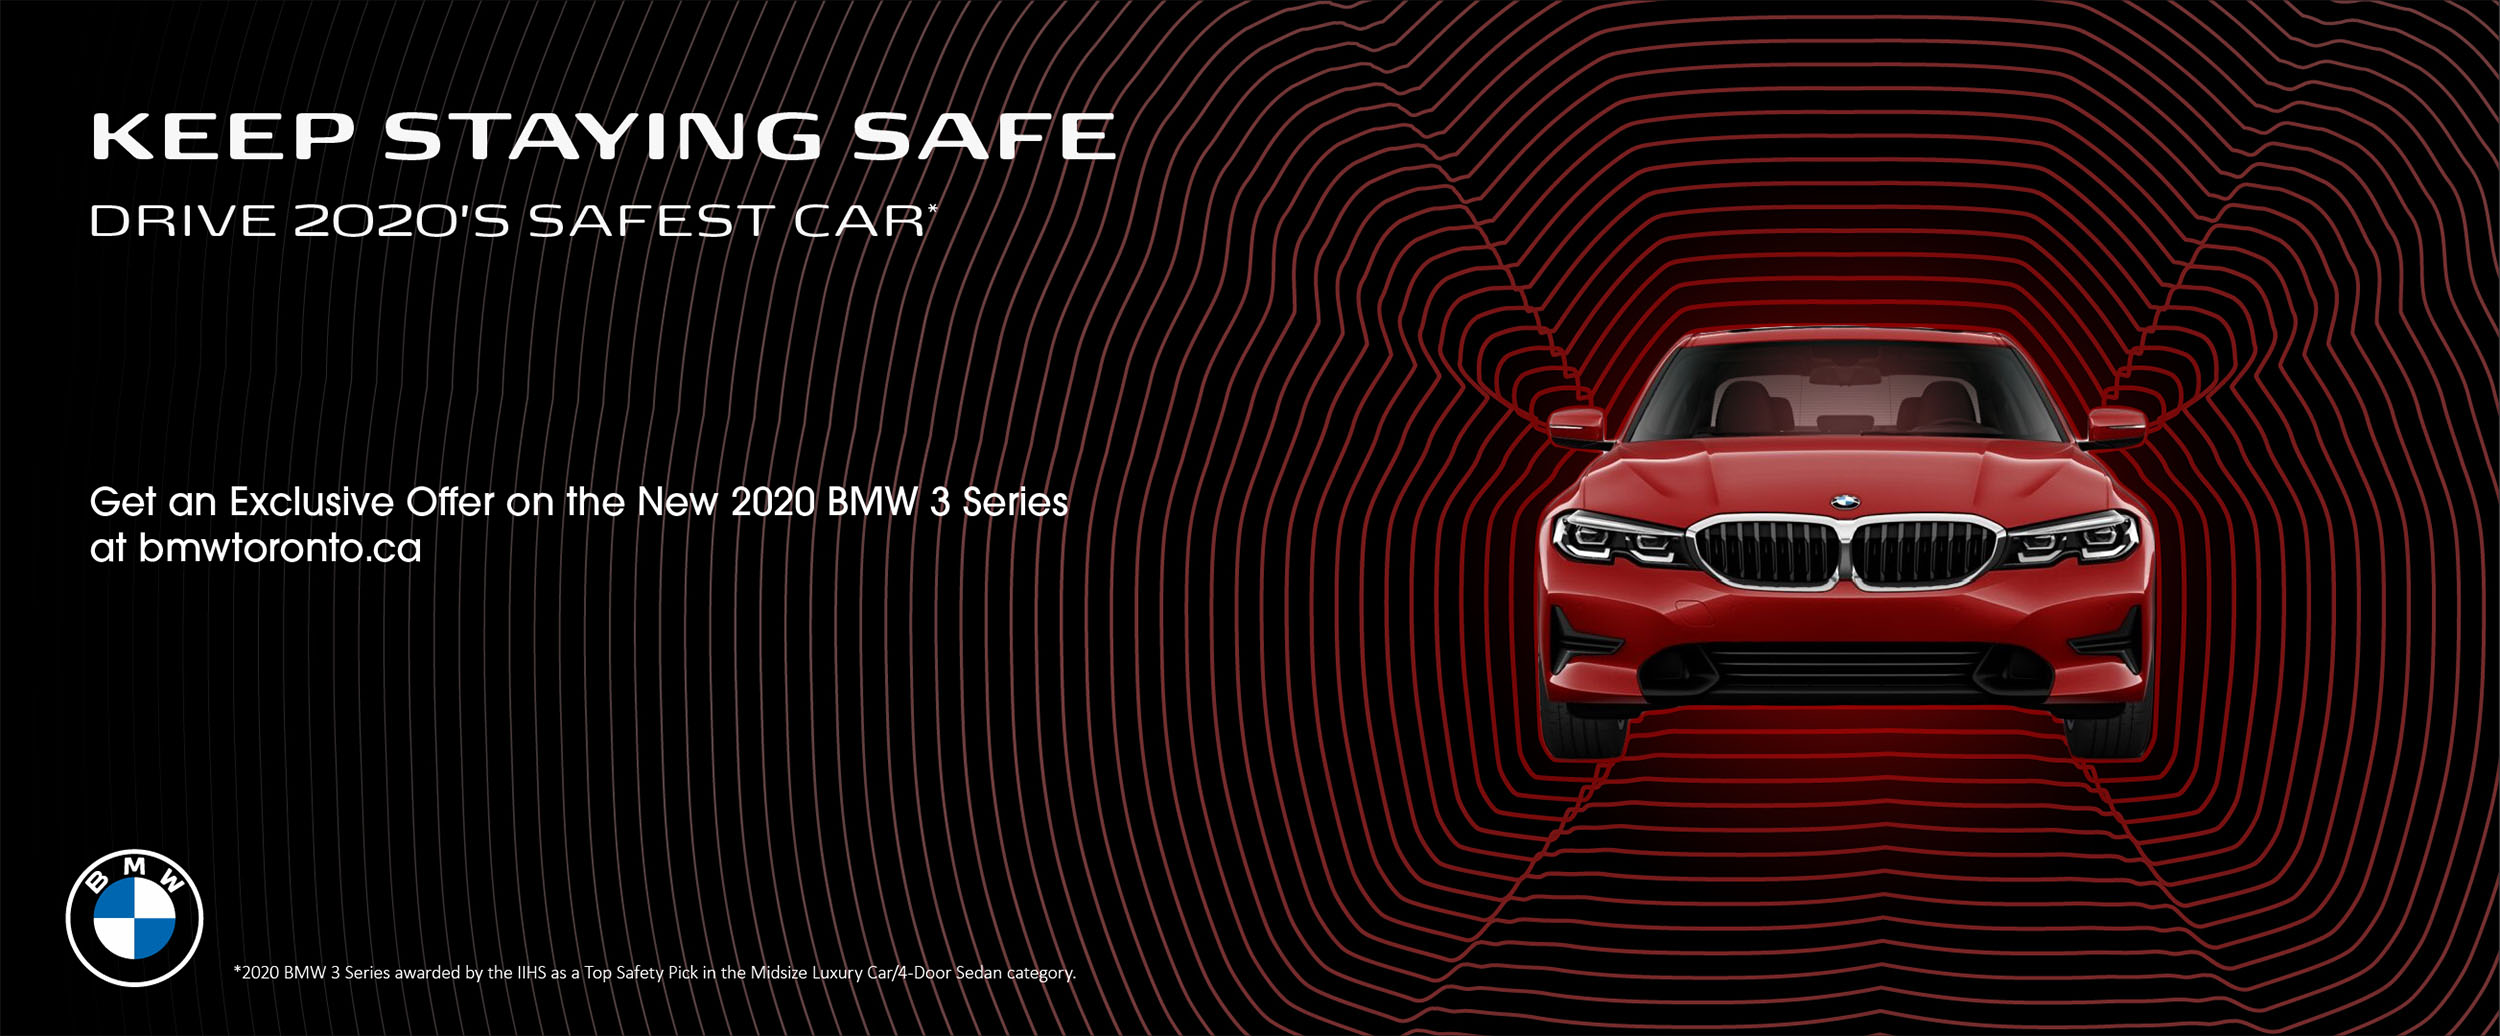 KEEP STAYING SAFE
DRIVE 2020'S SAFEST CAR*
Get an Exclusive Offer on the New 2020 BMW 3 Series
at bmwtoronto.ca
BMW
*2020 BMW 3 Series awarded by the IIHS as a Top Safety Pick in the Midsize Luxury Car/4-Door Sedan category.